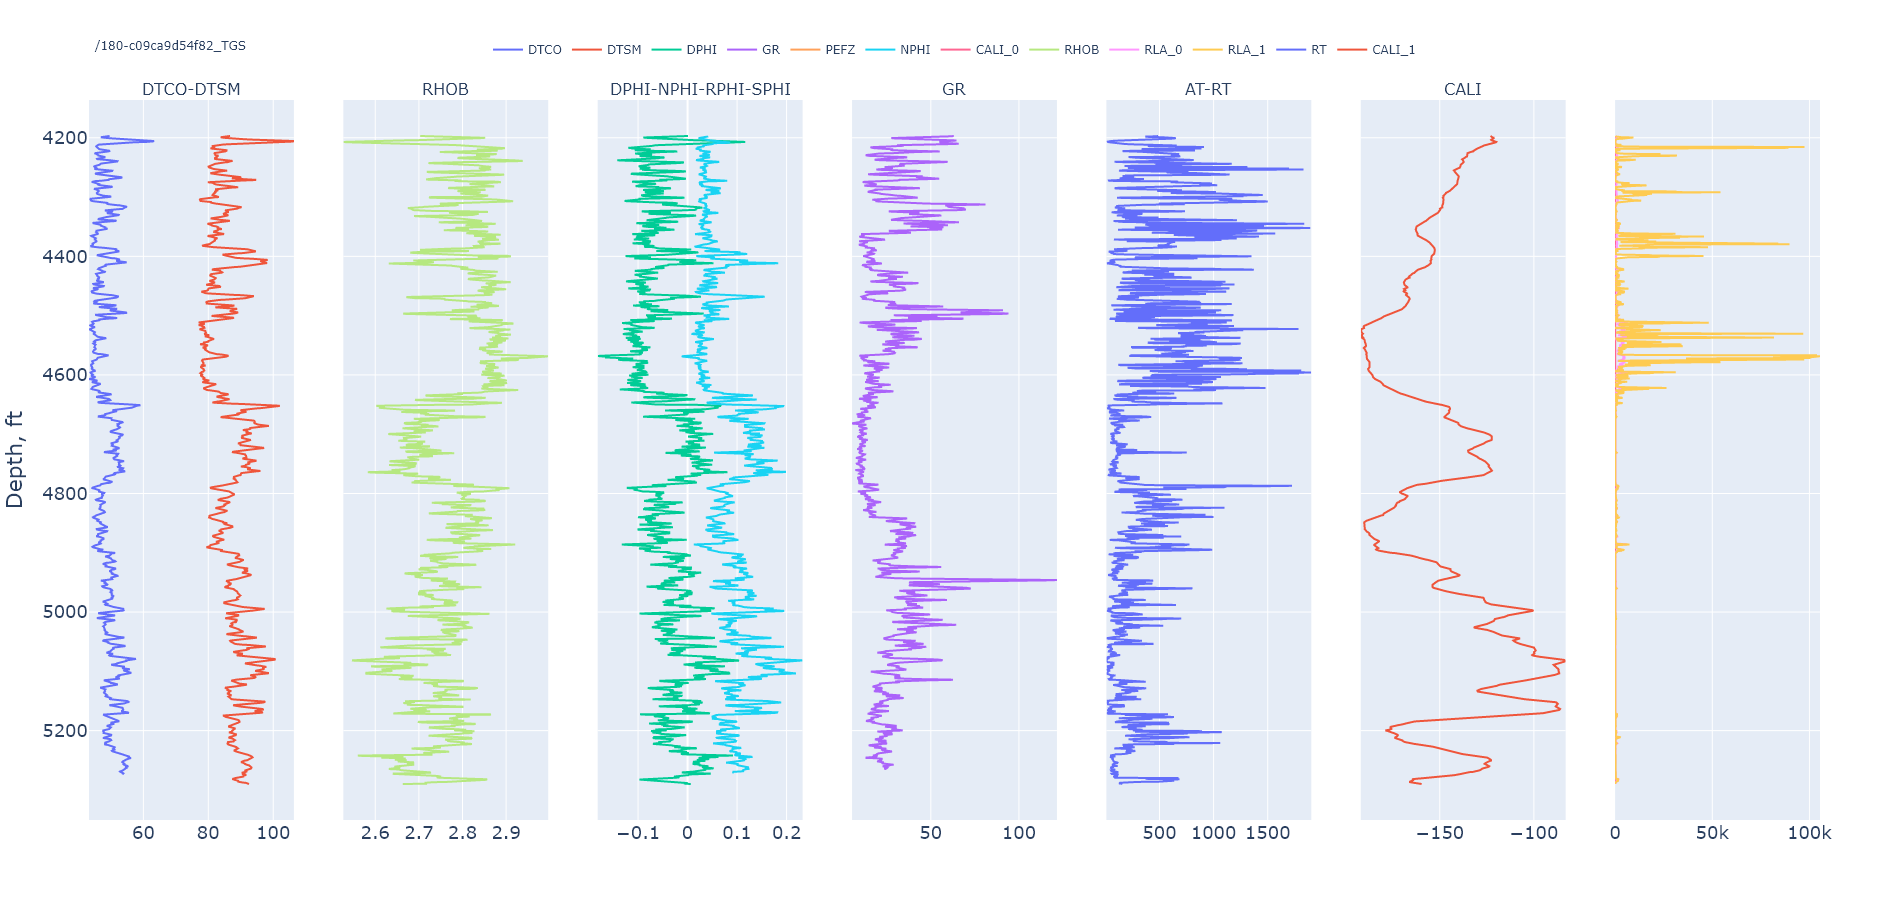 /180-c09ca9d54f82_TGS
DTCO DTSM DPHI GR PEFZ NPHI CALI_0 RHOB RLA_0 RLA_1 RT CALI_1
DTCO-DTSM RHOB DPHI-NPHI-RPHI-SPHI GR AT-RT CALI
4200
4400
4600
4800
5000
5200
Depth, ft
60 80 100 2.6 2.7 2.8 2.9 −0.1 0 0.1 0.2 50 100 500 1000 1500 −150 −100 0 50k 100k